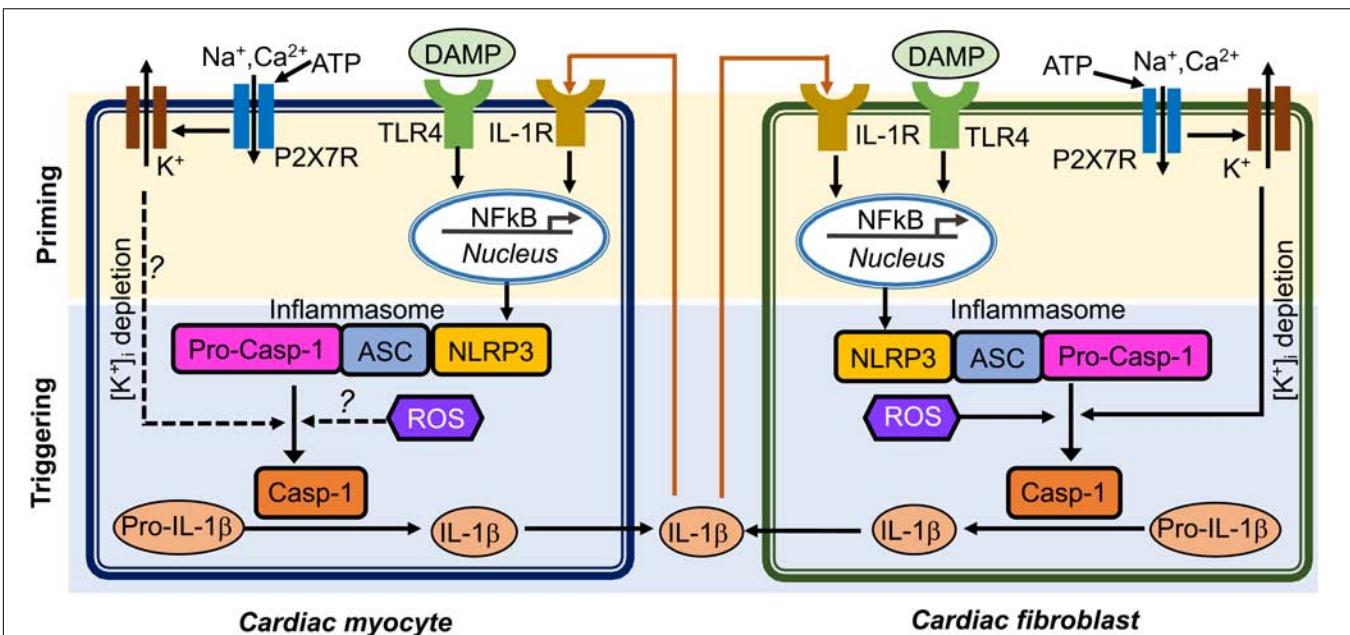 Priming
Triggering
Na⁺,Ca²⁺
ATP
DAMP
TLR4
IL-1R
P2X7R
K⁺
NFkB
Nucleus
[K⁺]ᵢ depletion
?
Inflammasome
Pro-Casp-1
ASC
NLRP3
?
ROS
Casp-1
Pro-IL-1β
IL-1β
IL-1β
Cardiac myocyte
DAMP
ATP
Na⁺,Ca²⁺
IL-1R
TLR4
P2X7R
K⁺
NFkB
Nucleus
[K⁺]ᵢ depletion
Inflammasome
NLRP3
ASC
Pro-Casp-1
ROS
Casp-1
IL-1β
Pro-IL-1β
Cardiac fibroblast